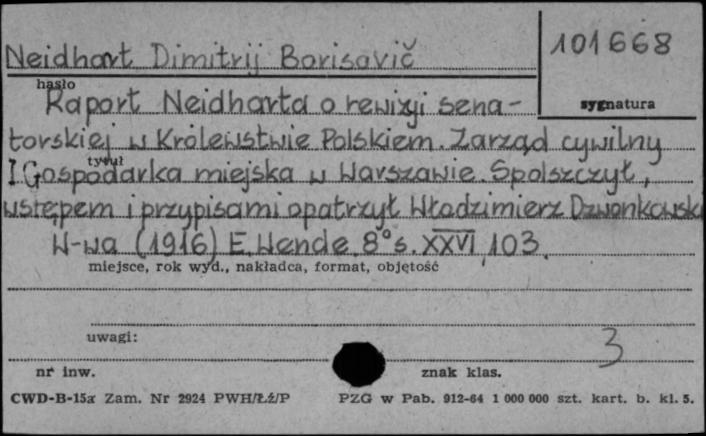 101668
Neidhart Dimitrij Borisovič
hasło
sygnatura
Raport Neidharta o rewizji sena-
torskiej w Królewstwie Polskiem. Zarząd cywilny
tytuł
I Gospodarka miejska w Warszawie. Spolszczył,
wstępem i przypisami opatrzył Włodzimierz Dzwonkowski
W-wa (1916) E. Wende. 8° s. XXVI, 103.
miejsce, rok wyd., nakładca, format, objętość
uwagi:
3
nr inw.
znak klas.
CWD-B-15a Zam. Nr 2924 PWH/Łż/P
PZG w Pab. 912-64 1 000 000 szt. kart. b. kl. 5.